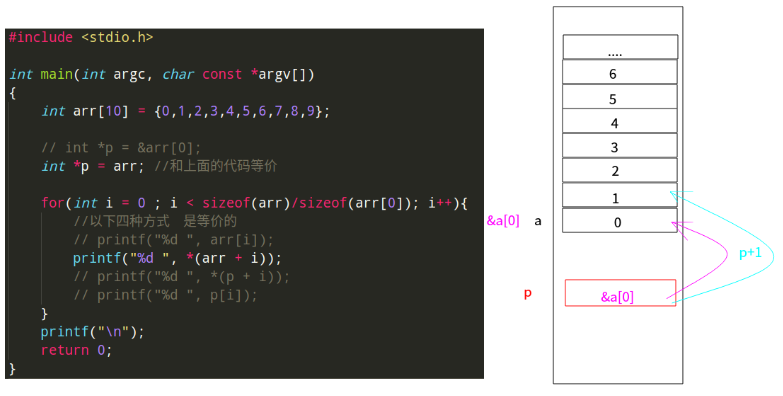 #include <stdio.h>
int main(int argc, char const *argv[])
{
int arr[10] = {0,1,2,3,4,5,6,7,8,9};
// int *p = &arr[0];
int *p = arr; //和上面的代码等价
for(int i = 0 ; i < sizeof(arr)/sizeof(arr[0]); i++){
//以下四种方式 是等价的
// printf("%d ", arr[i]);
printf("%d ", *(arr + i));
// printf("%d ", *(p + i));
// printf("%d ", p[i]);
}
printf("\n");
return 0;
}
....
6
5
4
3
2
1
&a[0] a 0
p+1
p &a[0]